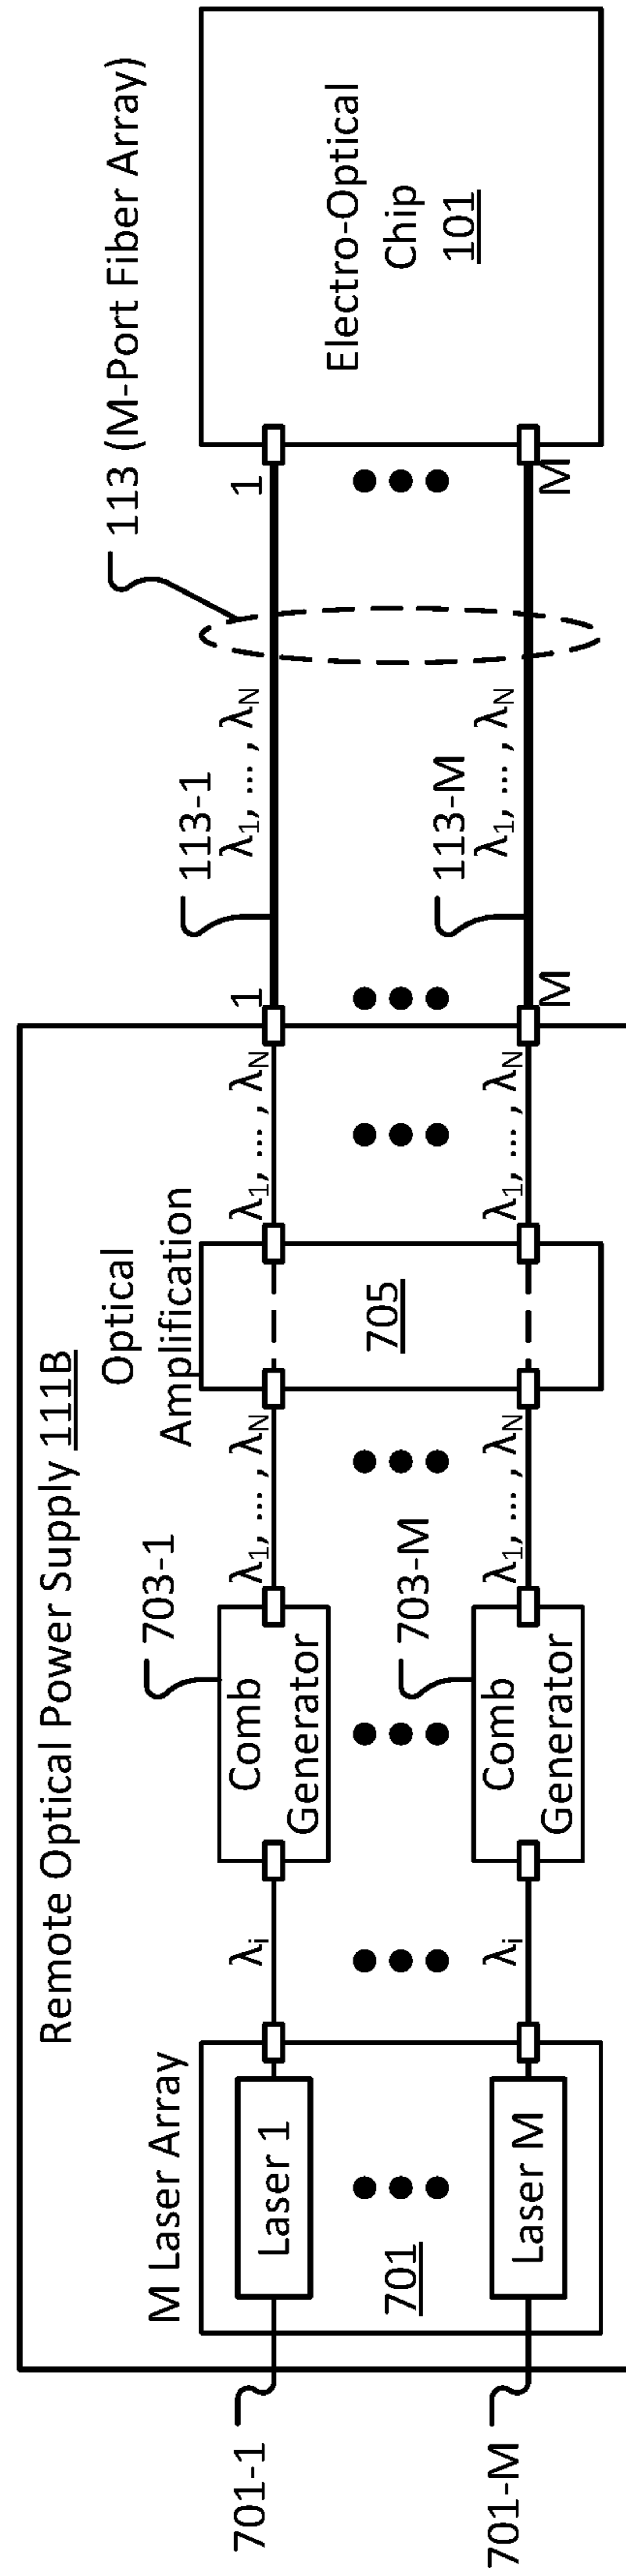 Remote Optical Power Supply 111B
M Laser Array
701-1
Laser 1
701
701-M
Laser M
λi
λi
703-1
Comb
Generator
703-M
Comb
Generator
λ1, ... , λN
λ1, ... , λN
Optical
Amplification
705
λ1, ... , λN
λ1, ... , λN
1
M
113-1
λ1, ... , λN
113-M
λ1, ... , λN
113 (M-Port Fiber Array)
1
M
Electro-Optical
Chip
101